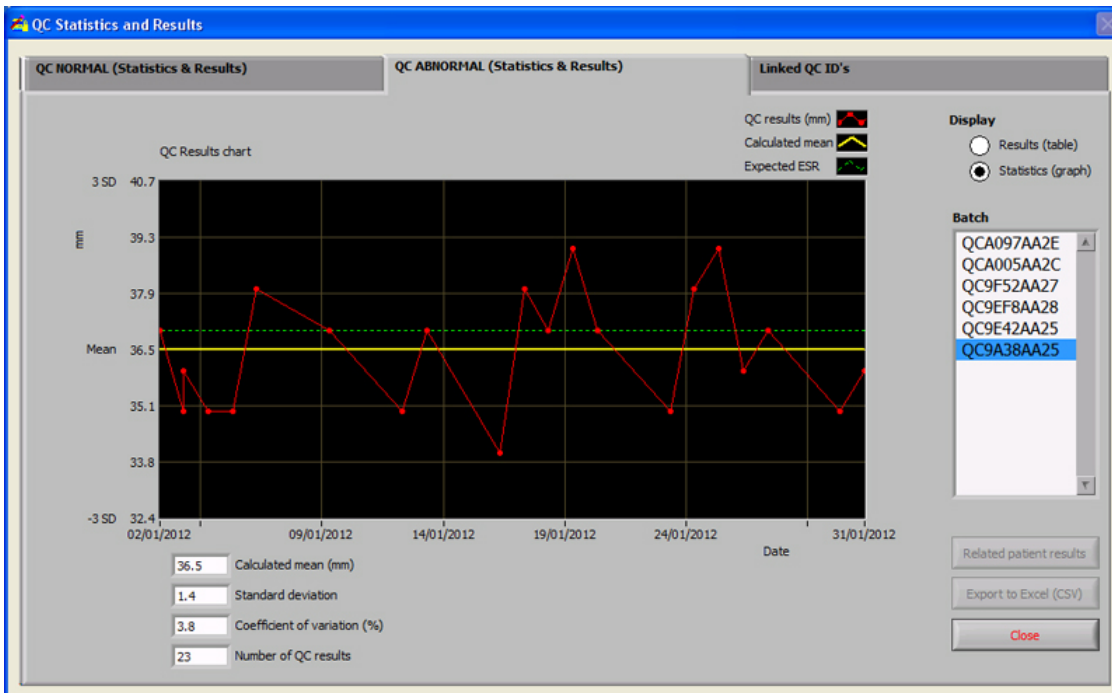 QC Statistics and Results
QC NORMAL (Statistics & Results)
QC ABNORMAL (Statistics & Results)
Linked QC ID's
QC results (mm)
Calculated mean
Expected ESR
QC Results chart
3 SD 40.7
mm
39.3
37.9
Mean 36.5
35.1
33.8
-3 SD 32.4
02/01/2012 09/01/2012 14/01/2012 19/01/2012 24/01/2012 31/01/2012
Date
36.5 Calculated mean (mm)
1.4 Standard deviation
3.8 Coefficient of variation (%)
23 Number of QC results
Display
Results (table)
Statistics (graph)
Batch
QCA097AA2E
QCA005AA2C
QC9F52AA27
QC9EF8AA28
QC9E42AA25
QC9A38AA25
Related patient results
Export to Excel (CSV)
Close